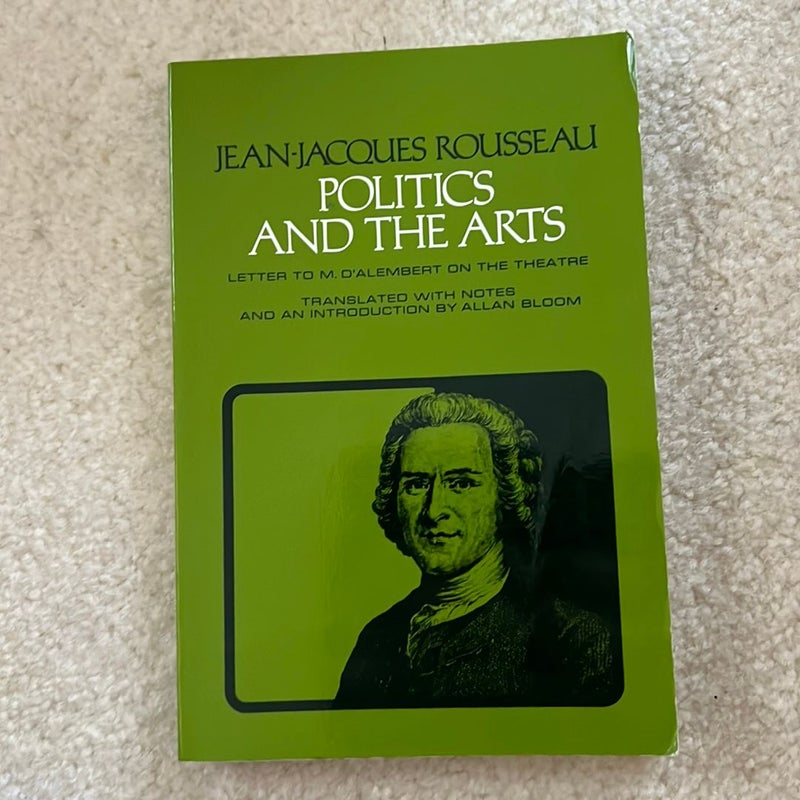 JEAN-JACQUES ROUSSEAU
POLITICS
AND THE ARTS
LETTER TO M. D'ALEMBERT ON THE THEATRE
TRANSLATED WITH NOTES
AND AN INTRODUCTION BY ALLAN BLOOM